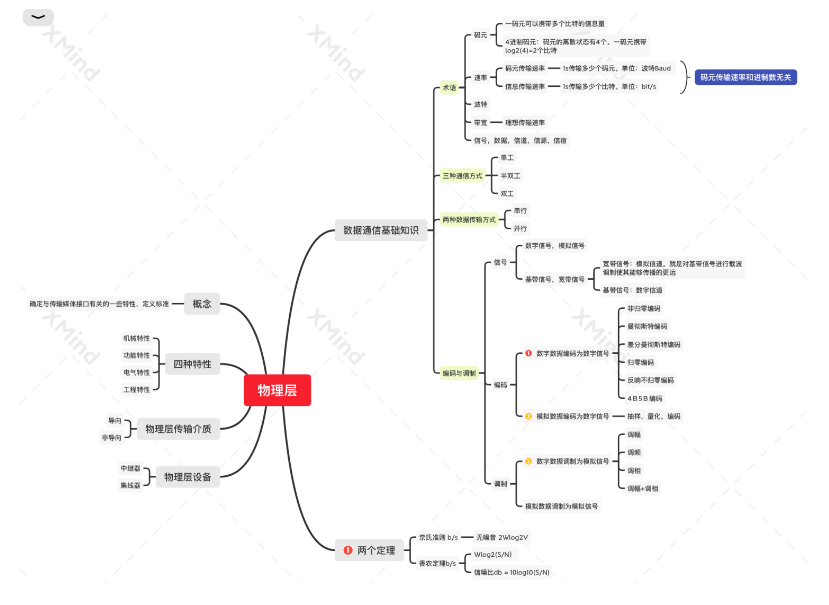 XMind
XMind
XMind
XMind
XMind
物理层
数据通信基础知识
术语
码元
一码元可以携带多个比特的信息量
4进制码元：码元的离散状态有4个，一码元携带
log2(4)=2个比特
速率
码元传输速率
1s传输多少个码元，单位：波特Baud
信息传输速率
1s传输多少个比特，单位：bit/s
码元传输速率和进制数无关
波特
带宽
理想传输速率
信号，数据，信道，信源，信宿
三种通信方式
单工
半双工
双工
两种数据传输方式
串行
并行
编码与调制
信号
数字信号，模拟信号
基带信号，宽带信号
宽带信号：模拟信道，就是对基带信号进行载波
调制使其能够传播的更远
基带信号：数字信道
编码
1 数字数据编码为数字信号
非归零编码
曼彻斯特编码
差分曼彻斯特编码
归零编码
反响不归零编码
4B5B编码
2 模拟数据编码为数字信号
抽样，量化，编码
调制
2 数字数据调制为模拟信号
调幅
调频
调相
调幅+调相
模拟数据调制为模拟信号
1 两个定理
奈氏准则 b/s
无噪音 2Wlog2V
香农定理b/s
Wlog2(S/N)
信噪比db = 10log10(S/N)
概念
确定与传输媒体接口有关的一些特性，定义标准
四种特性
机械特性
功能特性
电气特性
工程特性
物理层传输介质
导向
非导向
物理层设备
中继器
集线器